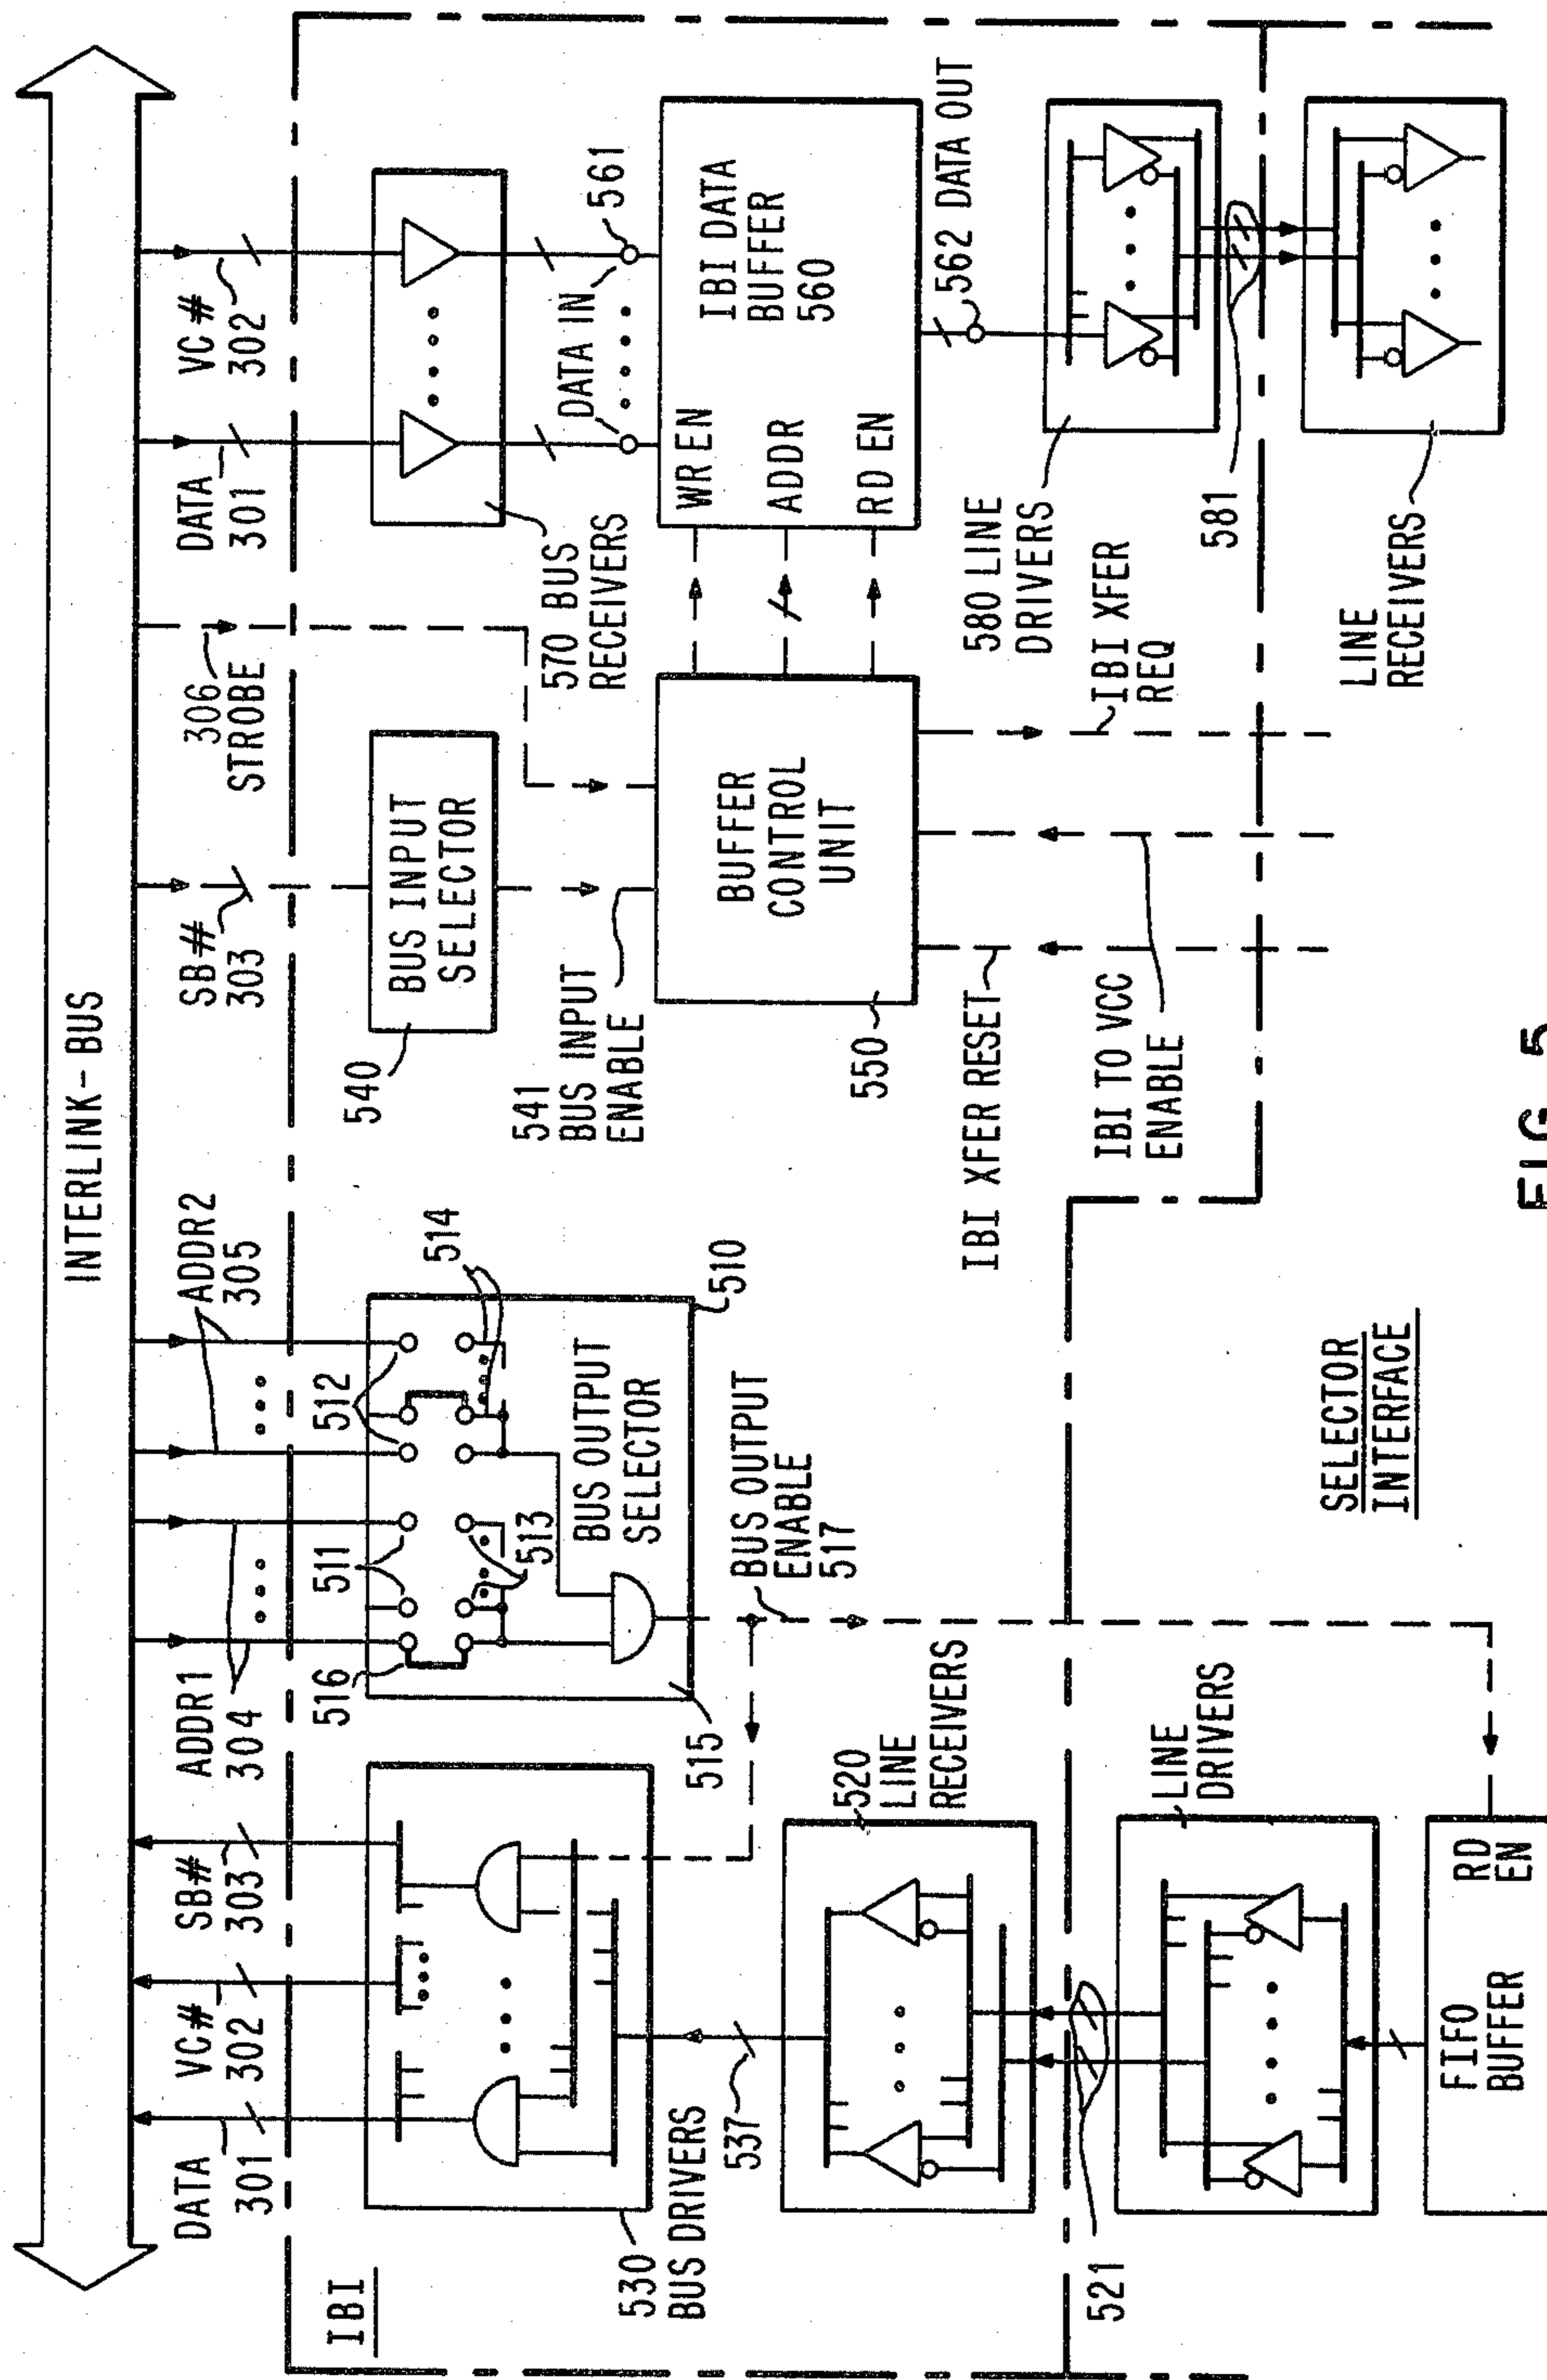 INTERLINK-BUS
DATA
301
VC#
302
SB#
303
ADDR1
304
ADDR2
305
SB#
303
306
STROBE
DATA
301
VC#
302
IBI
530
BUS DRIVERS
516
511
512
514
513
BUS OUTPUT
SELECTOR
510
515
BUS OUTPUT
ENABLE
517
537
520
LINE
RECEIVERS
521
LINE
DRIVERS
FIFO
BUFFER
RD
EN
540
BUS INPUT
SELECTOR
541
BUS INPUT
ENABLE
BUFFER
CONTROL
UNIT
550
570 BUS
RECEIVERS
DATA IN
561
WR EN
ADDR
RD EN
IBI DATA
BUFFER
560
562 DATA OUT
580 LINE
DRIVERS
581
IBI XFER RESET
IBI TO VCC
ENABLE
IBI XFER
REQ
LINE
RECEIVERS
SELECTOR
INTERFACE
FIG. 5